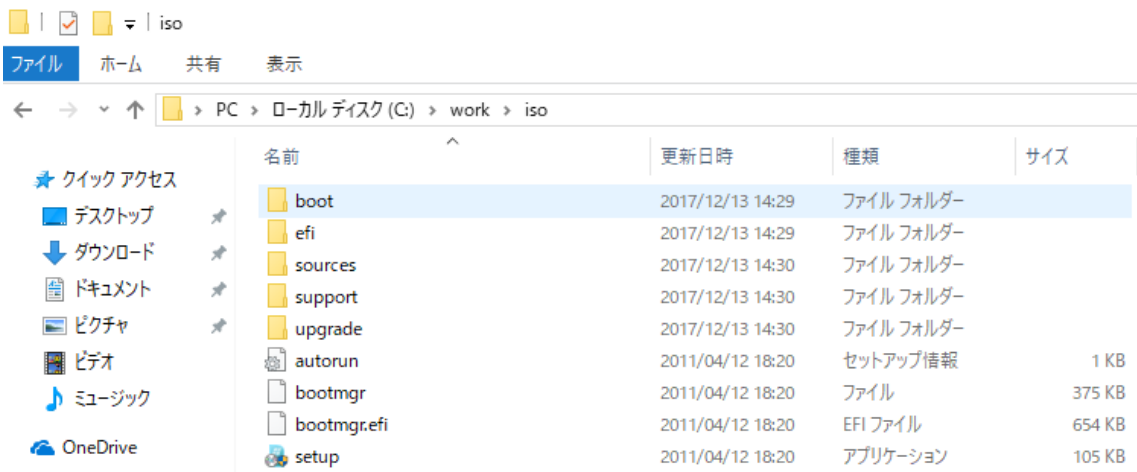 iso
ファイル ホーム 共有 表示
PC > ローカル ディスク (C:) > work > iso
名前 更新日時 種類 サイズ
クイック アクセス
デスクトップ
ダウンロード
ドキュメント
ピクチャ
ビデオ
ミュージック
OneDrive
boot 2017/12/13 14:29 ファイル フォルダー
efi 2017/12/13 14:29 ファイル フォルダー
sources 2017/12/13 14:30 ファイル フォルダー
support 2017/12/13 14:30 ファイル フォルダー
upgrade 2017/12/13 14:30 ファイル フォルダー
autorun 2011/04/12 18:20 セットアップ情報 1 KB
bootmgr 2011/04/12 18:20 ファイル 375 KB
bootmgr.efi 2011/04/12 18:20 EFI ファイル 654 KB
setup 2011/04/12 18:20 アプリケーション 105 KB